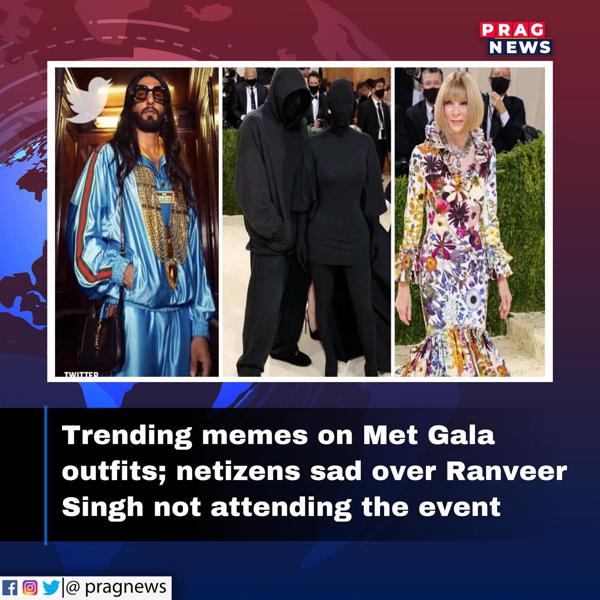 PRAG
NEWS
TWITTER
Trending memes on Met Gala
outfits; netizens sad over Ranveer
Singh not attending the event
@ pragnews